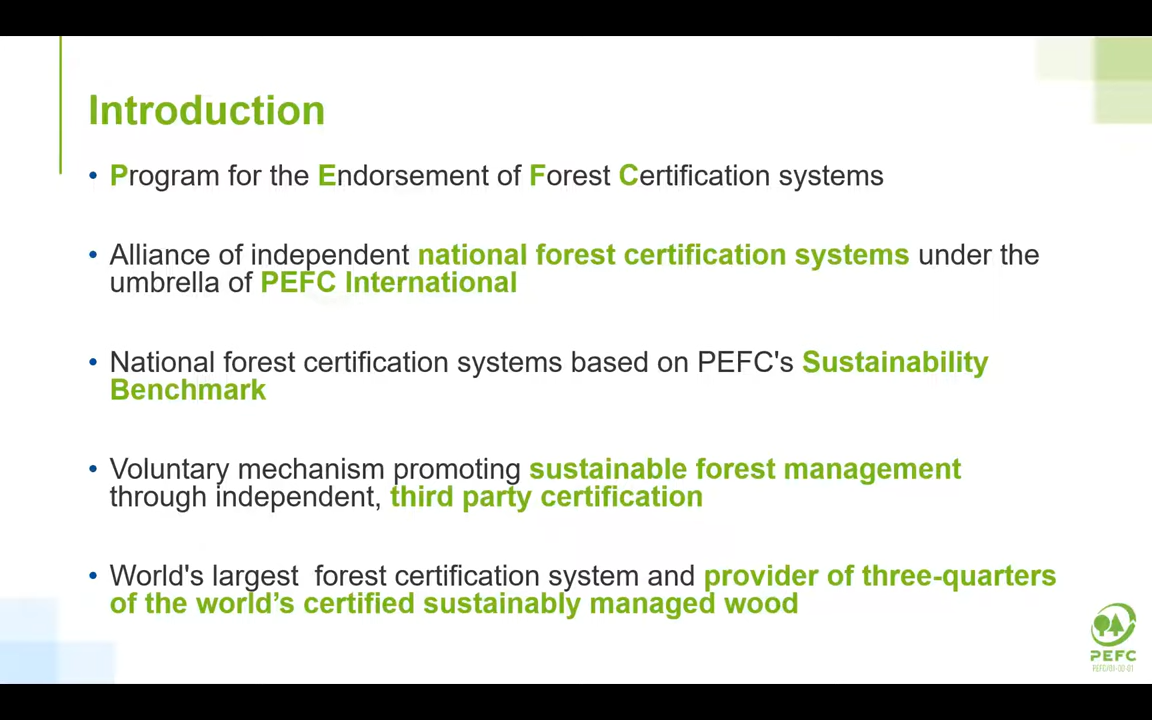 Introduction
• Program for the Endorsement of Forest Certification systems
• Alliance of independent national forest certification systems under the
umbrella of PEFC International
• National forest certification systems based on PEFC's Sustainability
Benchmark
• Voluntary mechanism promoting sustainable forest management
through independent, third party certification
• World's largest  forest certification system and provider of three-quarters
of the world’s certified sustainably managed wood
PEFC